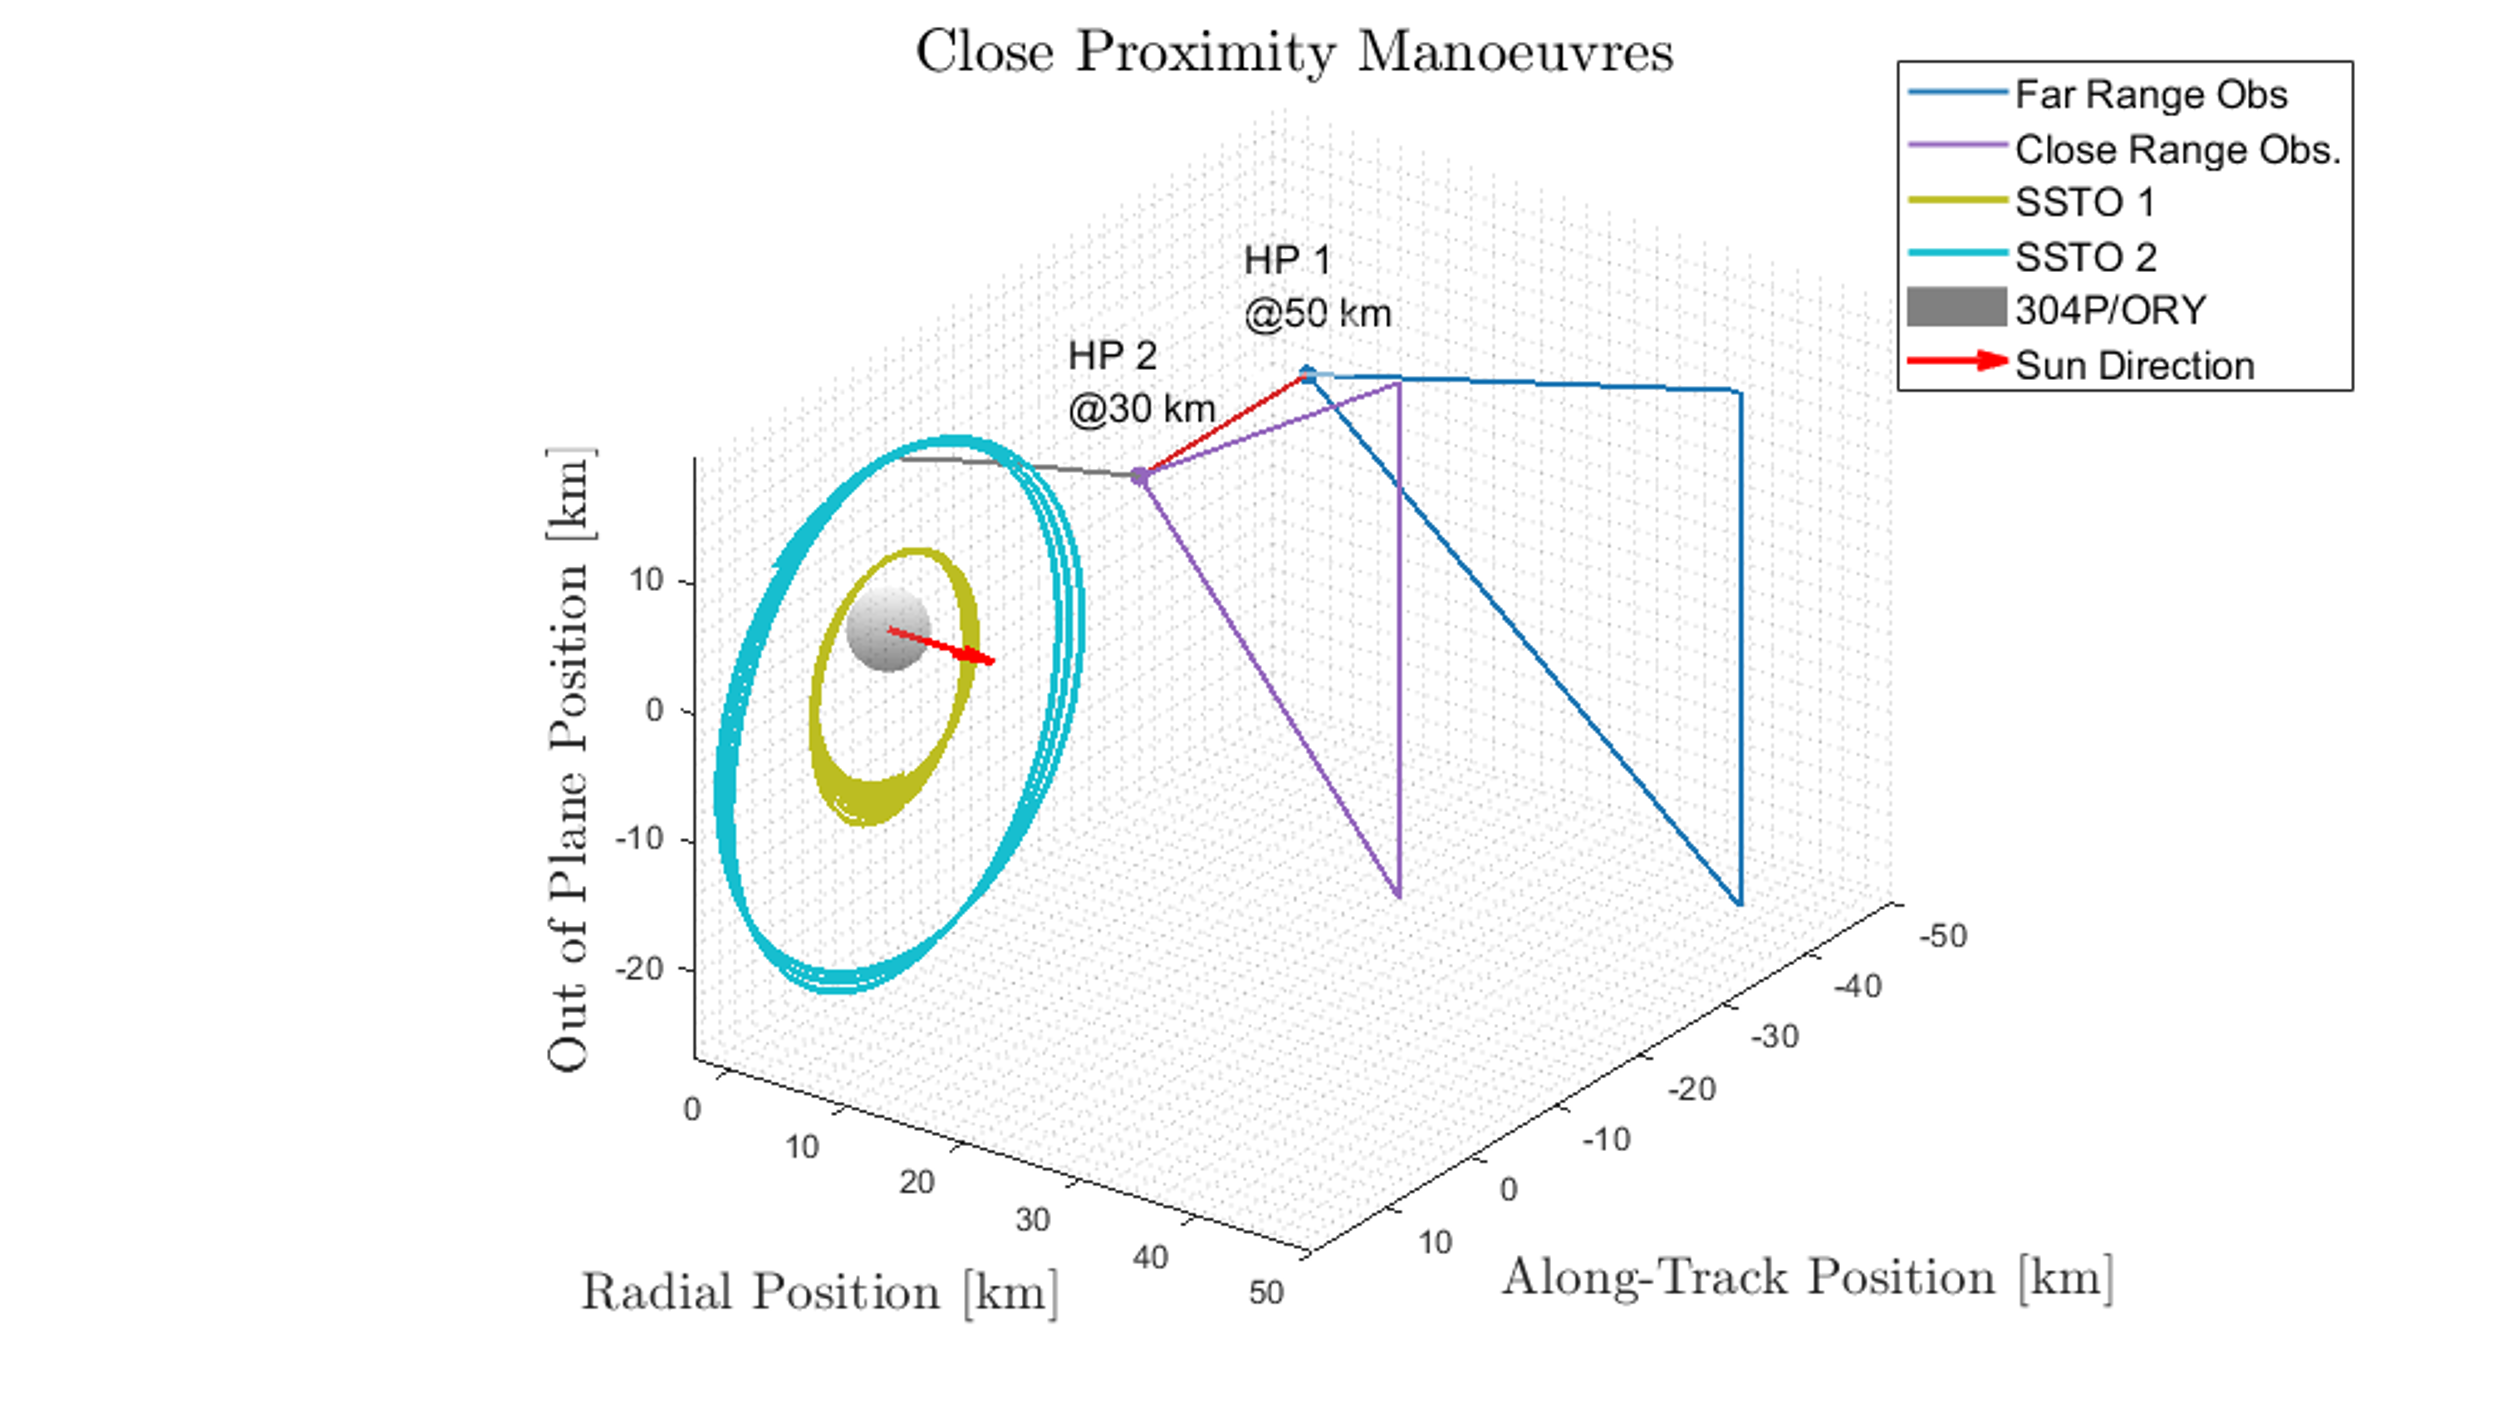 Close Proximity Manoeuvres
Far Range Obs
Close Range Obs.
SSTO 1
SSTO 2
304P/ORY
Sun Direction
HP 1
@50 km
HP 2
@30 km
Out of Plane Position [km]
10
0
-10
-20
0
10
20
30
40
50
Radial Position [km]
-50
-40
-30
-20
-10
0
10
Along-Track Position [km]